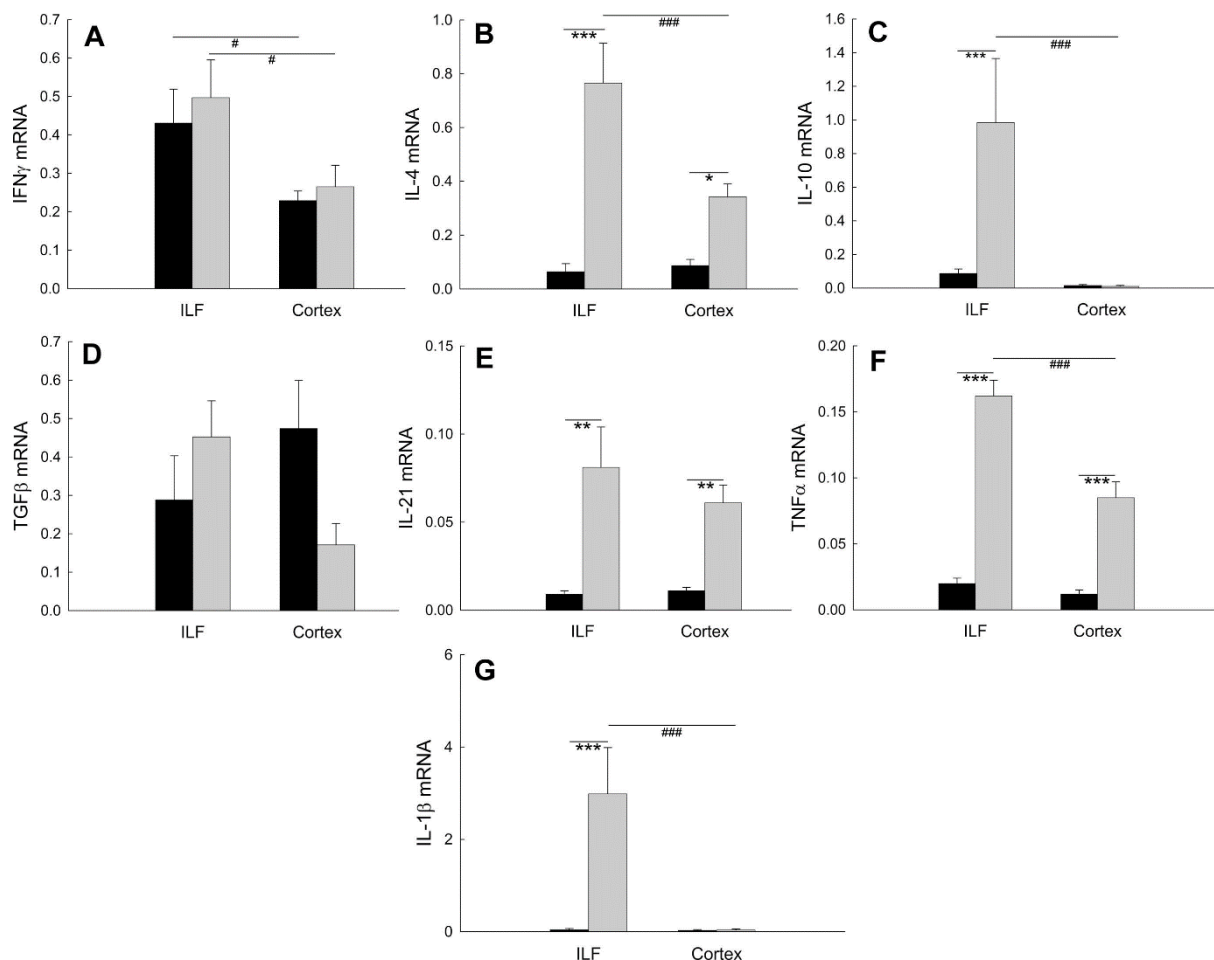 A
IFNγ mRNA
0.7
0.6
0.5
0.4
0.3
0.2
0.1
0.0
#
#
ILF Cortex
B
IL-4 mRNA
1.0
0.8
0.6
0.4
0.2
0.0
###
***
*
ILF Cortex
C
IL-10 mRNA
1.6
1.4
1.2
1.0
0.8
0.6
0.4
0.2
0.0
###
***
ILF Cortex
D
TGFβ mRNA
0.7
0.6
0.5
0.4
0.3
0.2
0.1
0.0
ILF Cortex
E
IL-21 mRNA
0.15
0.10
0.05
0.00
**
**
ILF Cortex
F
TNFα mRNA
0.20
0.15
0.10
0.05
0.00
###
***
***
ILF Cortex
G
IL-1β mRNA
6
4
2
0
###
***
ILF Cortex